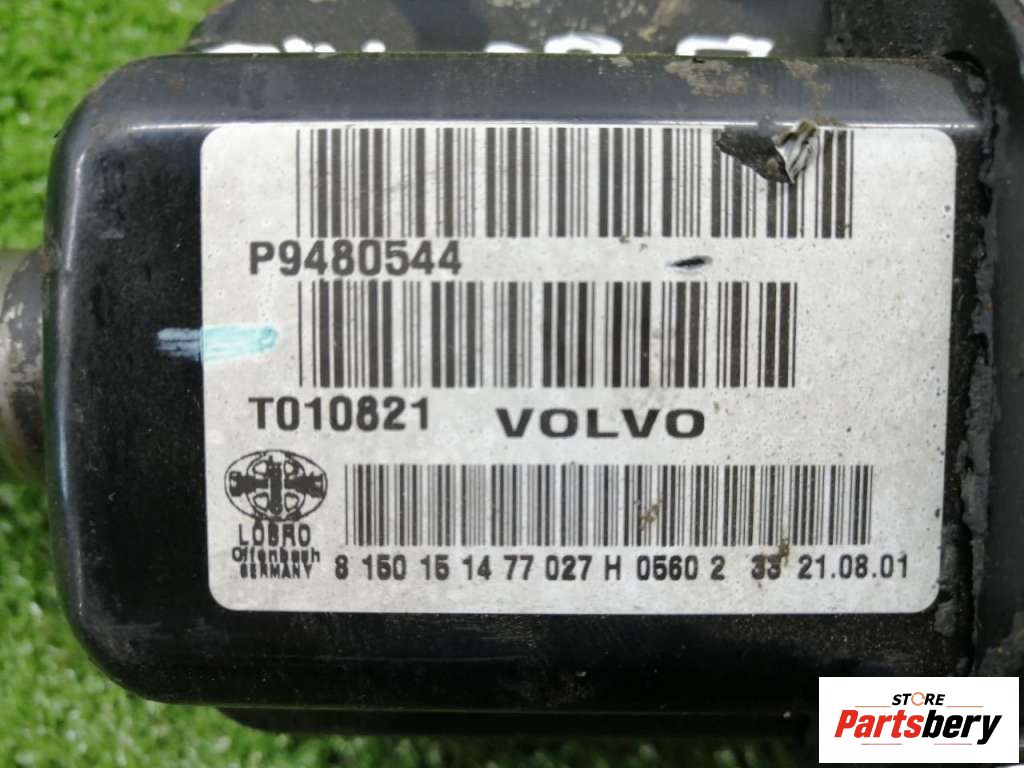 P9480544
T010821 VOLVO
LÖBRO
Offenbach
GERMANY
8 150 15 14 77 027 H 0560 2 33 21.08.01
STORE
Partsbery